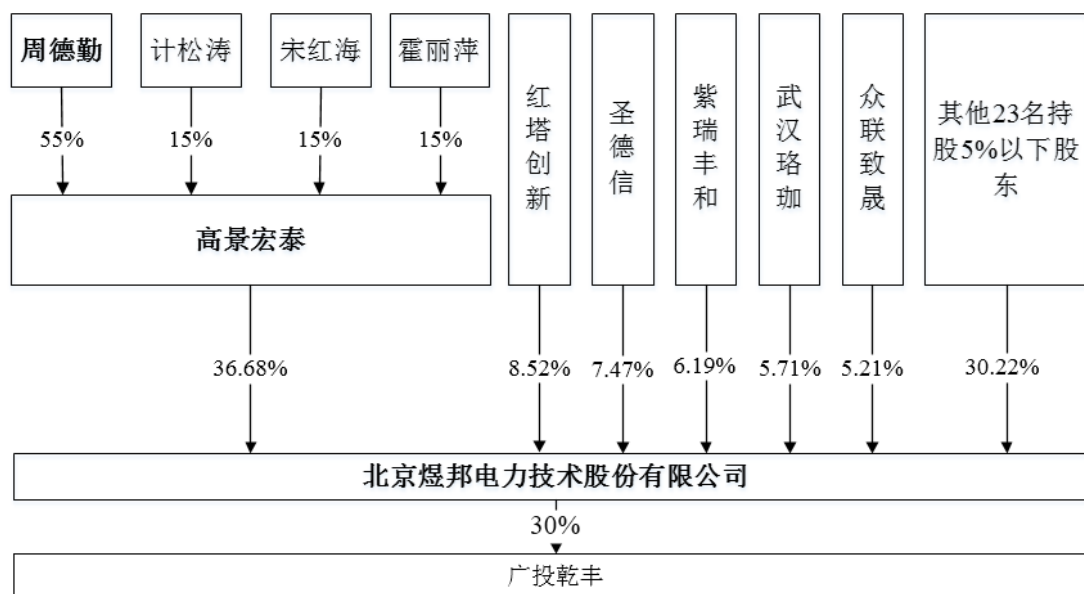 周德勤
计松涛
宋红海
霍丽萍
红塔创新
圣德信
紫瑞丰和
武汉珞珈
众联致晟
其他23名持
股5%以下股
东
55%
15%
15%
15%
高景宏泰
36.68%
8.52%
7.47%
6.19%
5.71%
5.21%
30.22%
北京煜邦电力技术股份有限公司
30%
广投乾丰